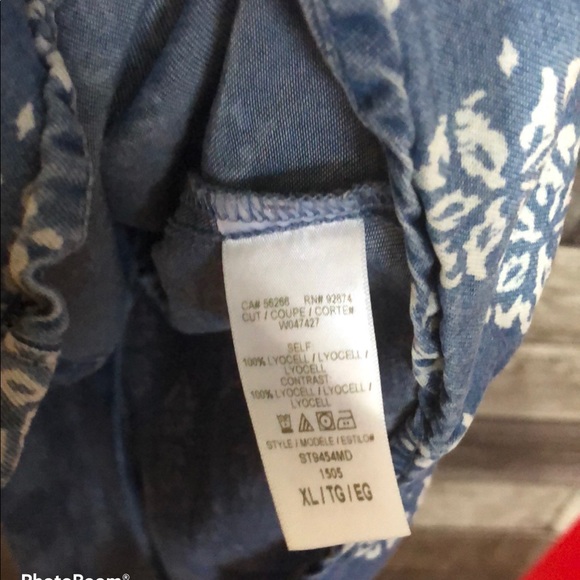 CA# 56266 RN# 92874
CUT / COUPE / CORTE#
W047427
SELF
100% LYOCELL / LYOCELL /
LYOCELL
CONTRAST
100% LYOCELL / LYOCELL /
LYOCELL
STYLE / MODELE / ESTILO#
ST9454MD
1505
XL / TG / EG
PhotoRoom®